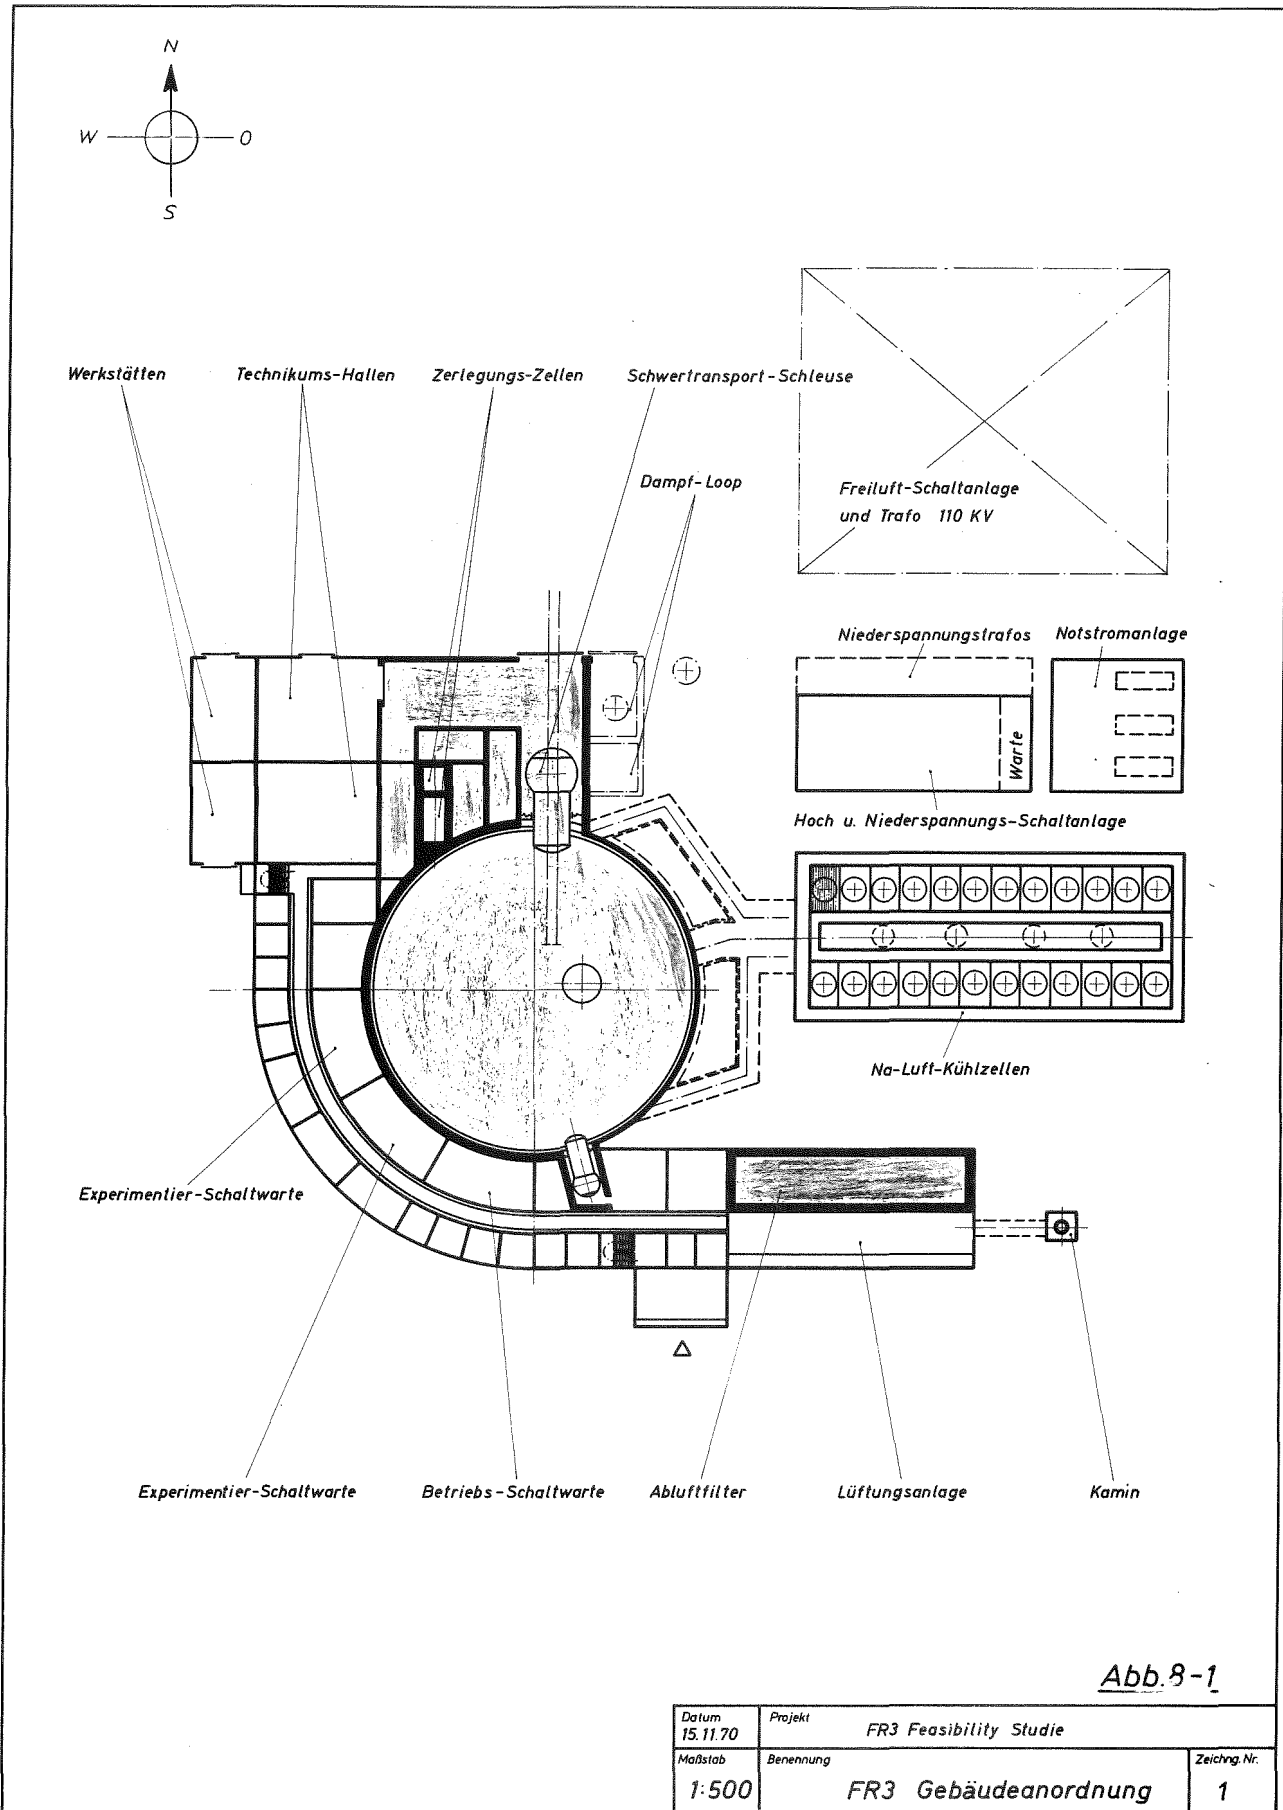 N
W O
S
Werkstätten Technikums-Hallen Zerlegungs-Zellen Schwertransport-Schleuse
Dampf-Loop
Freiluft-Schaltanlage
und Trafo 110 KV
Niederspannungstrafos Notstromanlage
Warte
Hoch u. Niederspannungs-Schaltanlage
Na-Luft-Kühlzellen
Experimentier-Schaltwarte
Experimentier-Schaltwarte Betriebs-Schaltwarte Abluftfilter Lüftungsanlage Kamin
Abb.8-1
Datum Projekt
15.11.70 FR3 Feasibility Studie
Maßstab Benennung Zeichng. Nr.
1:500 FR3 Gebäudeanordnung 1